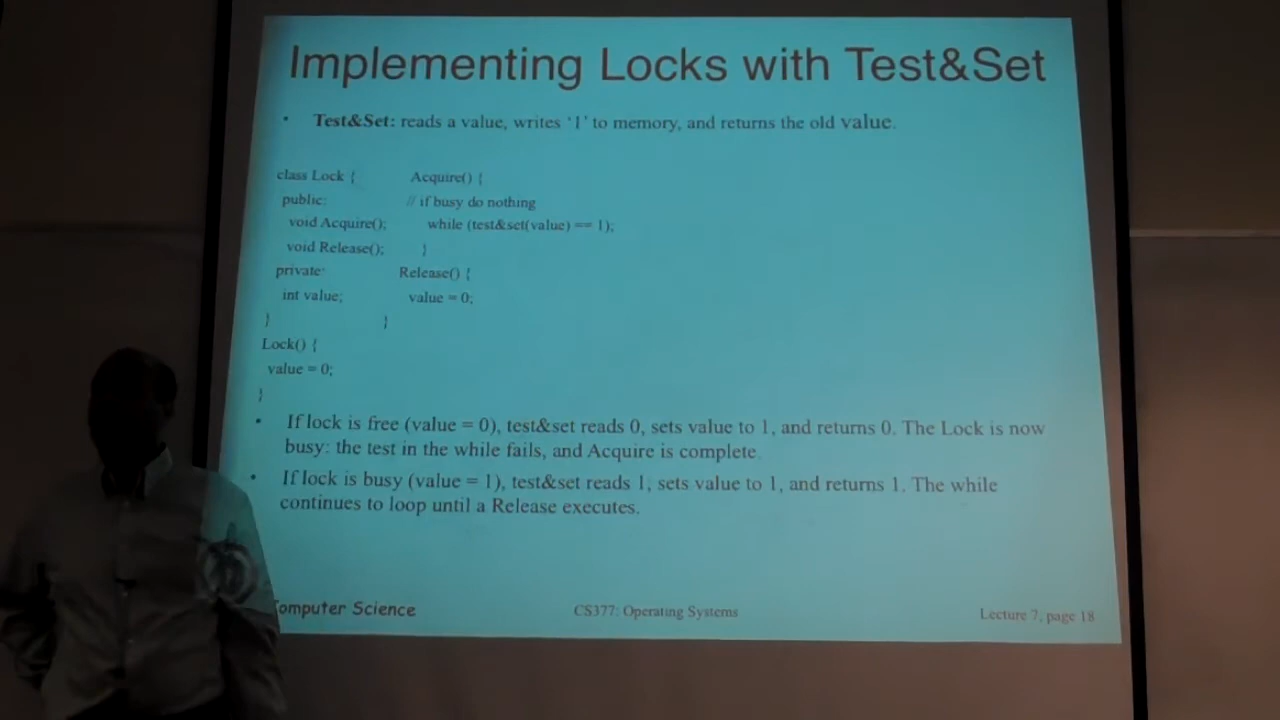 Implementing Locks with Test&Set
• Test&Set: reads a value, writes '1' to memory, and returns the old value.
class Lock { Acquire() {
public: // if busy do nothing
void Acquire(); while (test&set(value) == 1);
void Release(); }
private: Release() {
int value; value = 0;
} }
Lock() {
value = 0;
}
• If lock is free (value = 0), test&set reads 0, sets value to 1, and returns 0. The Lock is now
busy: the test in the while fails, and Acquire is complete.
• If lock is busy (value = 1), test&set reads 1, sets value to 1, and returns 1. The while
continues to loop until a Release executes.
omputer Science CS377: Operating Systems Lecture 7, page 18